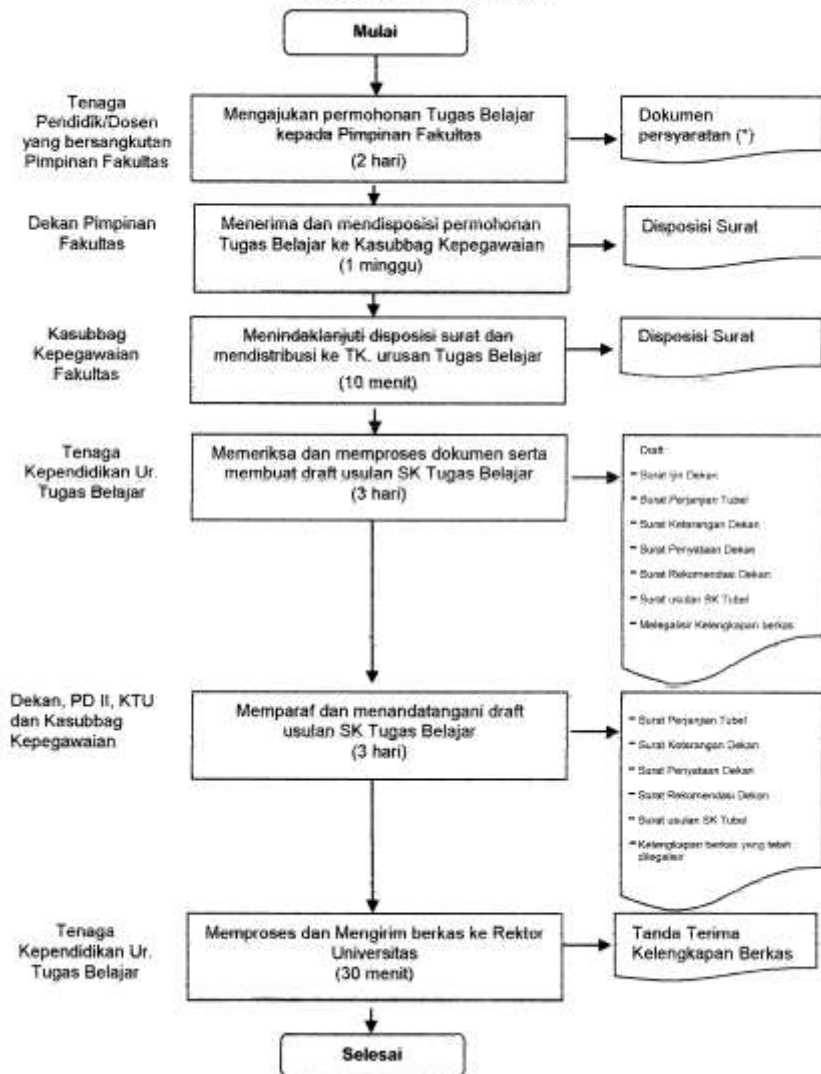 Mulai
Tenaga
Pendidik/Dosen
yang bersangkutan
Pimpinan Fakultas
Mengajukan permohonan Tugas Belajar
kepada Pimpinan Fakultas
(2 hari)
Dokumen
persyaratan (*)
Dekan Pimpinan
Fakultas
Menerima dan mendisposisi permohonan
Tugas Belajar ke Kasubbag Kepegawaian
(1 minggu)
Disposisi Surat
Kasubbag
Kepegawaian
Fakultas
Menindaklanjuti disposisi surat dan
mendistribusi ke TK. urusan Tugas Belajar
(10 menit)
Disposisi Surat
Tenaga
Kependidikan Ur.
Tugas Belajar
Memeriksa dan memproses dokumen serta
membuat draft usulan SK Tugas Belajar
(3 hari)
Draft :
- Surat Ijin Dekan
- Surat Perjanjian Tubel
- Surat Keterangan Dekan
- Surat Penyataan Dekan
- Surat Rekomendasi Dekan
- Surat usulan SK Tubel
- Melegalisir Kelengkapan berkas
Dekan, PD II, KTU
dan Kasubbag
Kepegawaian
Memparaf dan menandatangani draft
usulan SK Tugas Belajar
(3 hari)
- Surat Perjanjian Tubel
- Surat Keterangan Dekan
- Surat Penyataan Dekan
- Surat Rekomendasi Dekan
- Surat usulan SK Tubel
- Kelengkapan berkas yang telah
dilegalisir
Tenaga
Kependidikan Ur.
Tugas Belajar
Memproses dan Mengirim berkas ke Rektor
Universitas
(30 menit)
Tanda Terima
Kelengkapan Berkas
Selesai